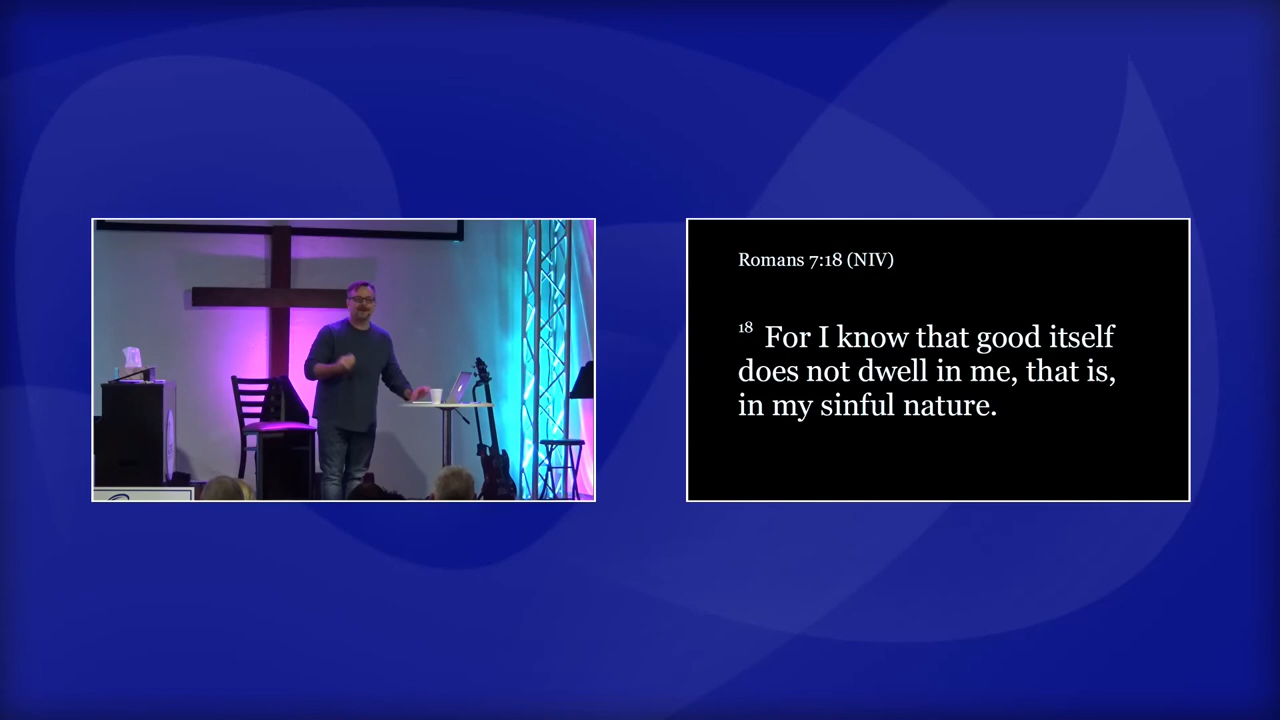 Romans 7:18 (NIV)
18 For I know that good itself
does not dwell in me, that is,
in my sinful nature.